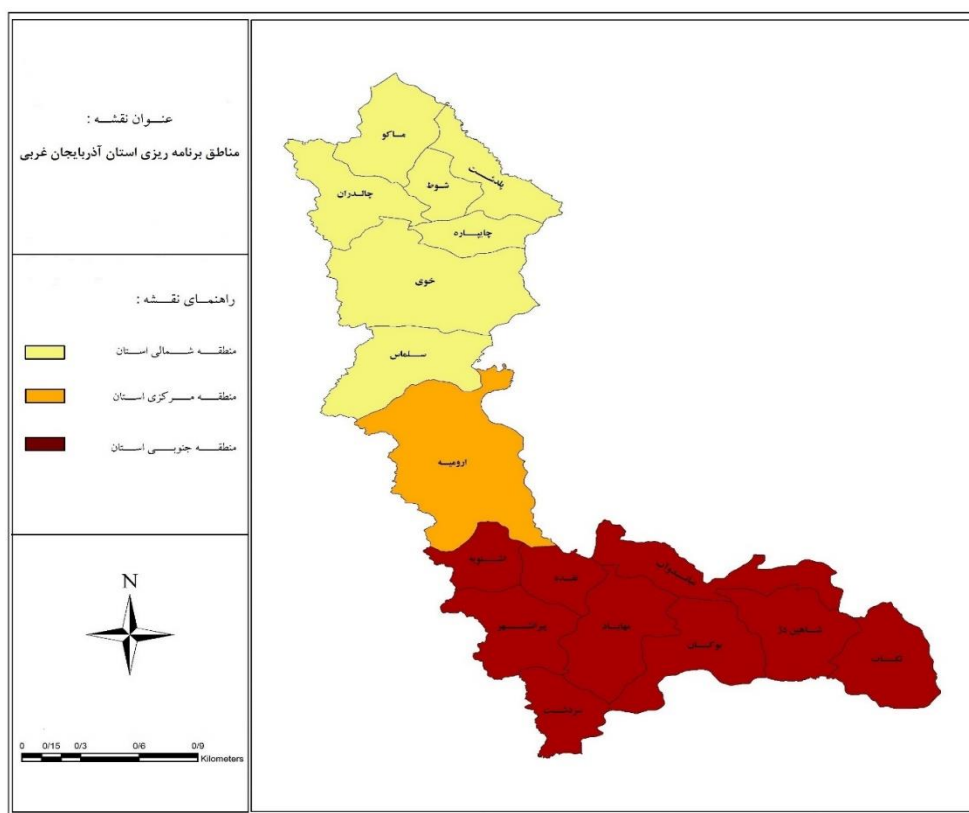 عنوان نقشه :
مناطق برنامه ریزی استان آذربایجان غربی
راهنمای نقشه :
منطقه شمالی استان
منطقه مرکزی استان
منطقه جنوبی استان
N
0 0/15 0/3 0/6 0/9
Kilometers
ماکو
پلدشت
شوط
چالدران
چایپاره
خوی
سلماس
ارومیه
اشنویه
نقده
میاندواب
پیرانشهر
مهاباد
بوکان
شاهین دژ
تکاب
سردشت